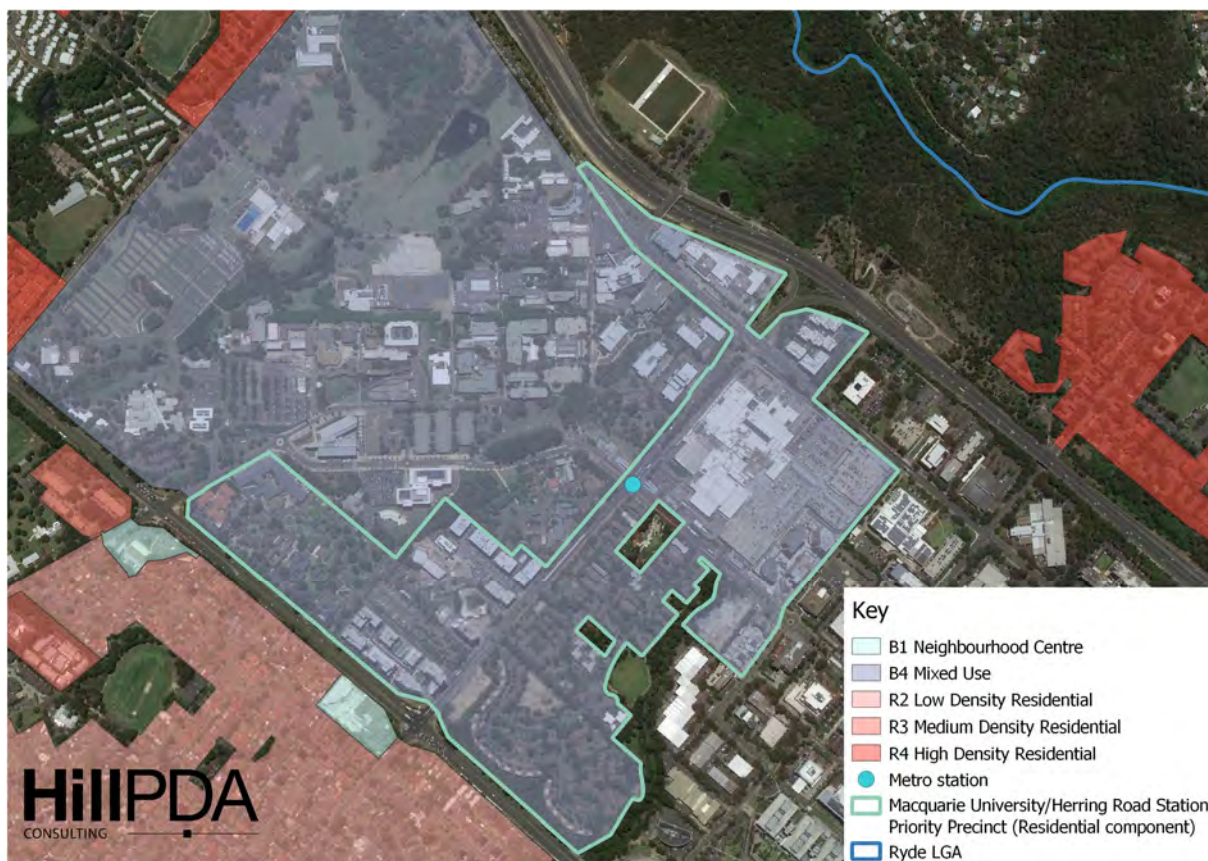 Key
B1 Neighbourhood Centre
B4 Mixed Use
R2 Low Density Residential
R3 Medium Density Residential
R4 High Density Residential
Metro station
Macquarie University/Herring Road Station
Priority Precinct (Residential component)
Ryde LGA
HillPDA
CONSULTING